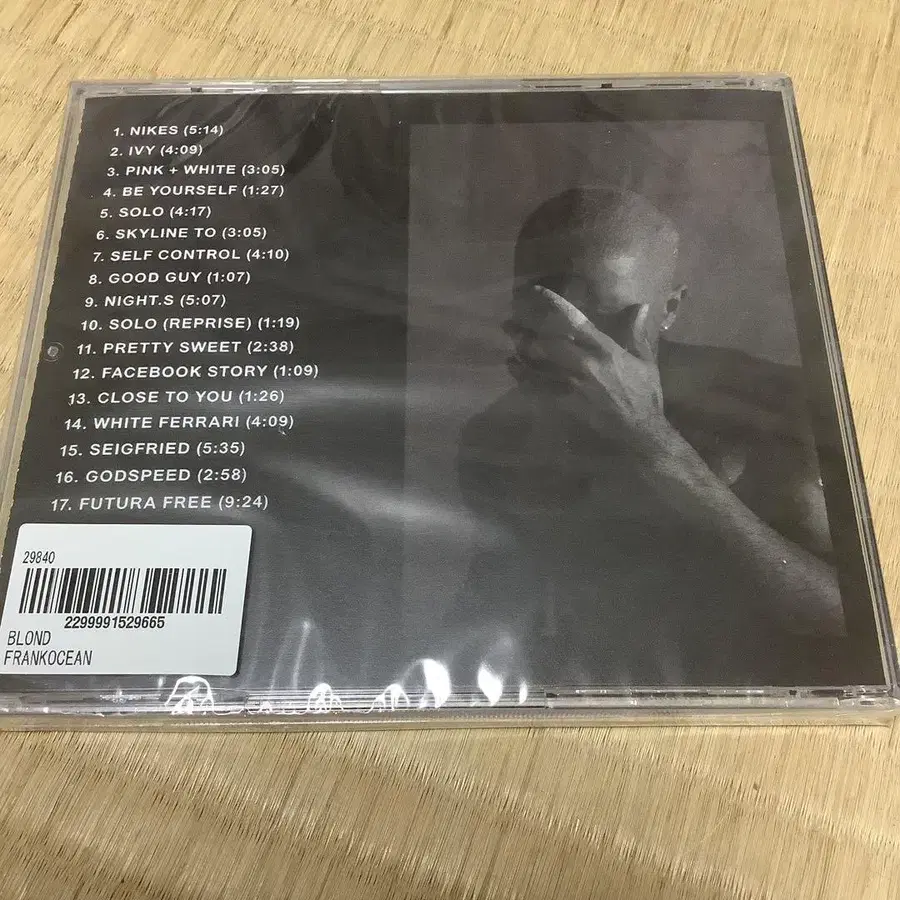 1. NIKES (5:14)
2. IVY (4:09)
3. PINK + WHITE (3:05)
4. BE YOURSELF (1:27)
5. SOLO (4:17)
6. SKYLINE TO (3:05)
7. SELF CONTROL (4:10)
8. GOOD GUY (1:07)
9. NIGHT.S (5:07)
10. SOLO (REPRISE) (1:19)
11. PRETTY SWEET (2:38)
12. FACEBOOK STORY (1:09)
13. CLOSE TO YOU (1:26)
14. WHITE FERRARI (4:09)
15. SEIGFRIED (5:35)
16. GODSPEED (2:58)
17. FUTURA FREE (9:24)
29840
2299991529665
BLOND
FRANKOCEAN